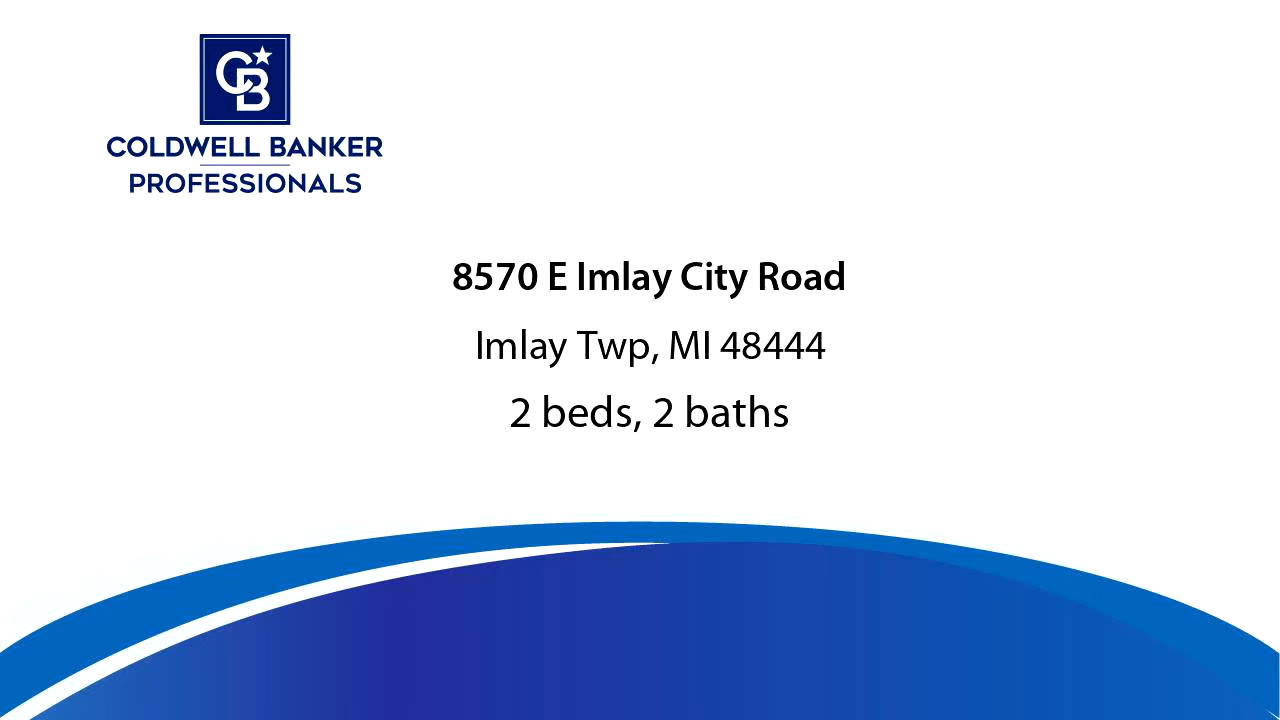 CB
COLDWELL BANKER
PROFESSIONALS
8570 E Imlay City Road
Imlay Twp, MI 48444
2 beds, 2 baths